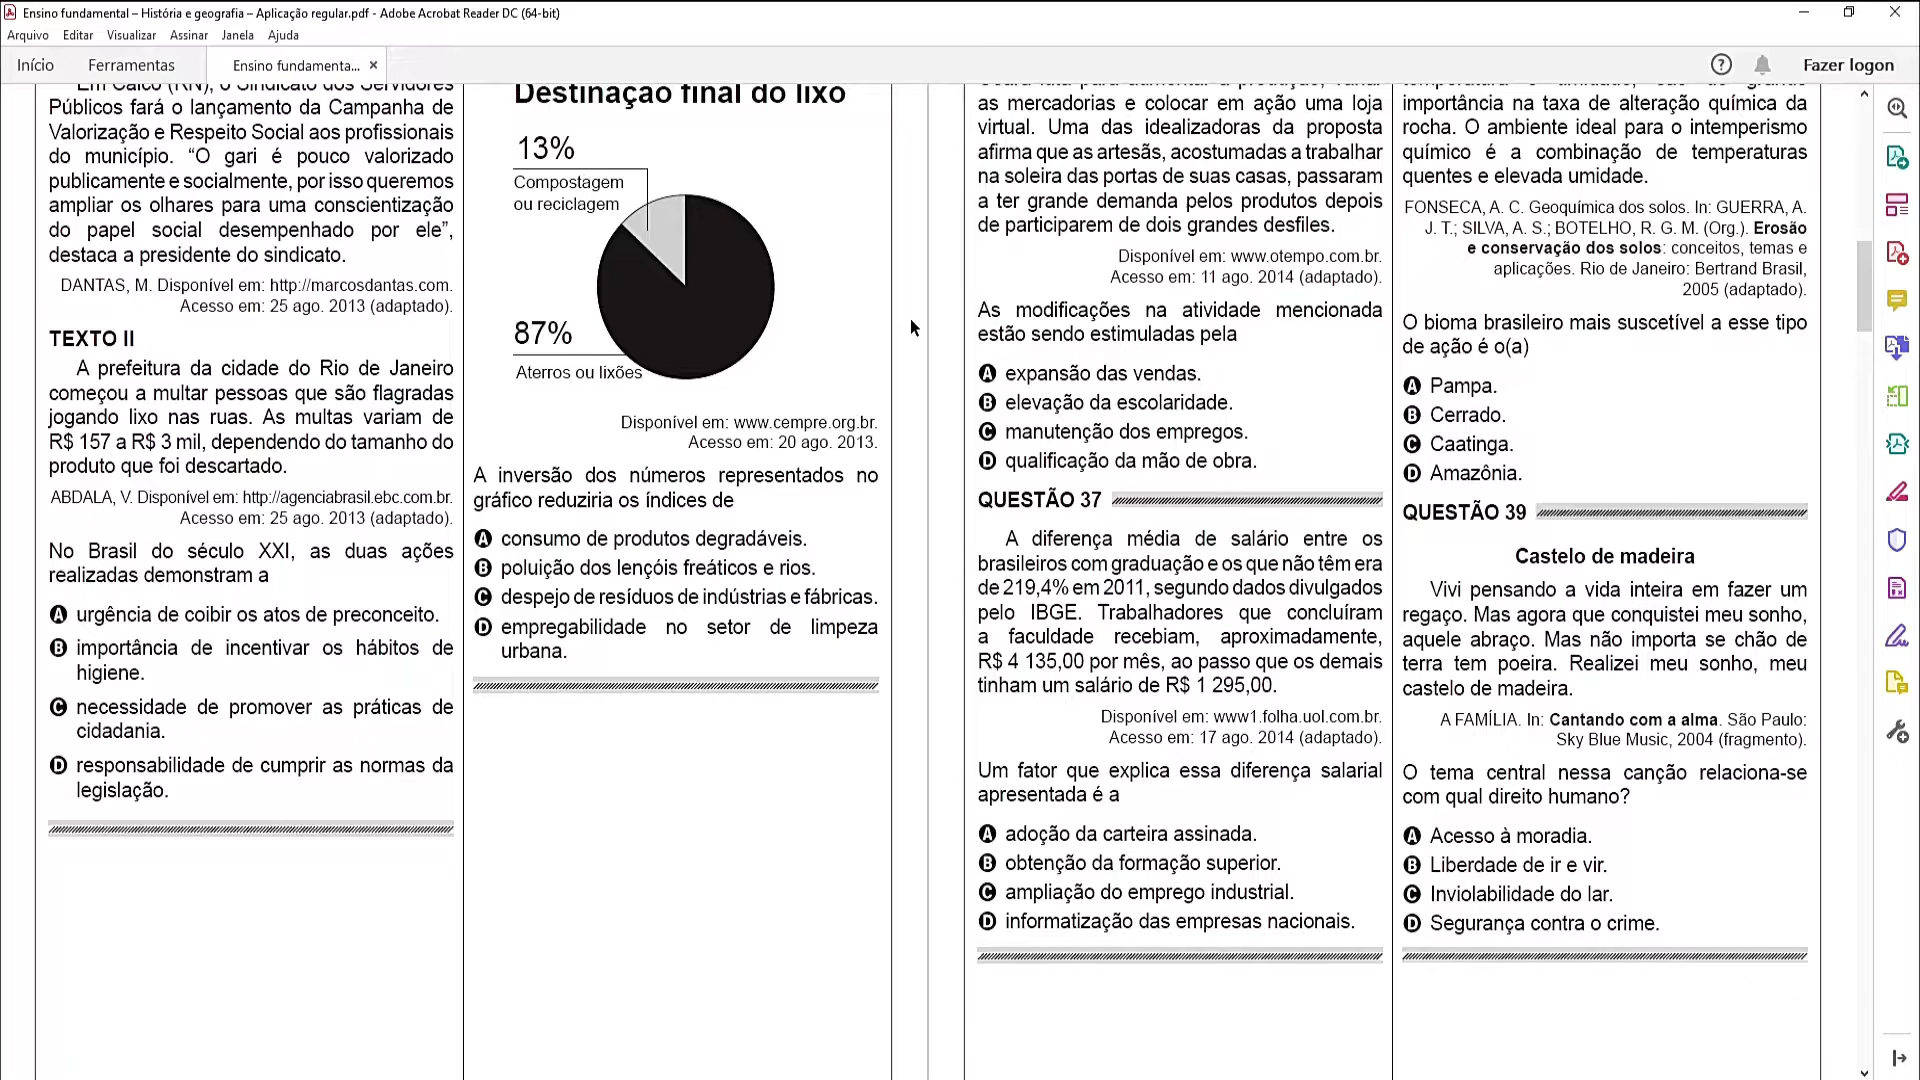 Ensino fundamental – História e geografia – Aplicação regular.pdf - Adobe Acrobat Reader DC (64-bit)
Arquivo Editar Visualizar Assinar Janela Ajuda
Início Ferramentas Ensino fundamenta... × Fazer logon
Em Caicó (RN), o Sindicato dos Servidores
Públicos fará o lançamento da Campanha de
Valorização e Respeito Social aos profissionais
do município. “O gari é pouco valorizado
publicamente e socialmente, por isso queremos
ampliar os olhares para uma conscientização
do papel social desempenhado por ele”,
destaca a presidente do sindicato.
DANTAS, M. Disponível em: http://marcosdantas.com.
Acesso em: 25 ago. 2013 (adaptado).
TEXTO II
A prefeitura da cidade do Rio de Janeiro
começou a multar pessoas que são flagradas
jogando lixo nas ruas. As multas variam de
R$ 157 a R$ 3 mil, dependendo do tamanho do
produto que foi descartado.
ABDALA, V. Disponível em: http://agenciabrasil.ebc.com.br.
Acesso em: 25 ago. 2013 (adaptado).
No Brasil do século XXI, as duas ações
realizadas demonstram a
A urgência de coibir os atos de preconceito.
B importância de incentivar os hábitos de
higiene.
C necessidade de promover as práticas de
cidadania.
D responsabilidade de cumprir as normas da
legislação.
Destinação final do lixo
13%
Compostagem
ou reciclagem
87%
Aterros ou lixões
Disponível em: www.cempre.org.br.
Acesso em: 20 ago. 2013.
A inversão dos números representados no
gráfico reduziria os índices de
A consumo de produtos degradáveis.
B poluição dos lençóis freáticos e rios.
C despejo de resíduos de indústrias e fábricas.
D empregabilidade no setor de limpeza
urbana.
para aumentar a produção, variar
as mercadorias e colocar em ação uma loja
virtual. Uma das idealizadoras da proposta
afirma que as artesãs, acostumadas a trabalhar
na soleira das portas de suas casas, passaram
a ter grande demanda pelos produtos depois
de participarem de dois grandes desfiles.
Disponível em: www.otempo.com.br.
Acesso em: 11 ago. 2014 (adaptado).
As modificações na atividade mencionada
estão sendo estimuladas pela
A expansão das vendas.
B elevação da escolaridade.
C manutenção dos empregos.
D qualificação da mão de obra.
QUESTÃO 37
A diferença média de salário entre os
brasileiros com graduação e os que não têm era
de 219,4% em 2011, segundo dados divulgados
pelo IBGE. Trabalhadores que concluíram
a faculdade recebiam, aproximadamente,
R$ 4 135,00 por mês, ao passo que os demais
tinham um salário de R$ 1 295,00.
Disponível em: www1.folha.uol.com.br.
Acesso em: 17 ago. 2014 (adaptado).
Um fator que explica essa diferença salarial
apresentada é a
A adoção da carteira assinada.
B obtenção da formação superior.
C ampliação do emprego industrial.
D informatização das empresas nacionais.
temperatura e umidade, são de grande
importância na taxa de alteração química da
rocha. O ambiente ideal para o intemperismo
químico é a combinação de temperaturas
quentes e elevada umidade.
FONSECA, A. C. Geoquímica dos solos. In: GUERRA, A.
J. T.; SILVA, A. S.; BOTELHO, R. G. M. (Org.). Erosão
e conservação dos solos: conceitos, temas e
aplicações. Rio de Janeiro: Bertrand Brasil,
2005 (adaptado).
O bioma brasileiro mais suscetível a esse tipo
de ação é o(a)
A Pampa.
B Cerrado.
C Caatinga.
D Amazônia.
QUESTÃO 39
Castelo de madeira
Vivi pensando a vida inteira em fazer um
regaço. Mas agora que conquistei meu sonho,
aquele abraço. Mas não importa se chão de
terra tem poeira. Realizei meu sonho, meu
castelo de madeira.
A FAMÍLIA. In: Cantando com a alma. São Paulo:
Sky Blue Music, 2004 (fragmento).
O tema central nessa canção relaciona-se
com qual direito humano?
A Acesso à moradia.
B Liberdade de ir e vir.
C Inviolabilidade do lar.
D Segurança contra o crime.